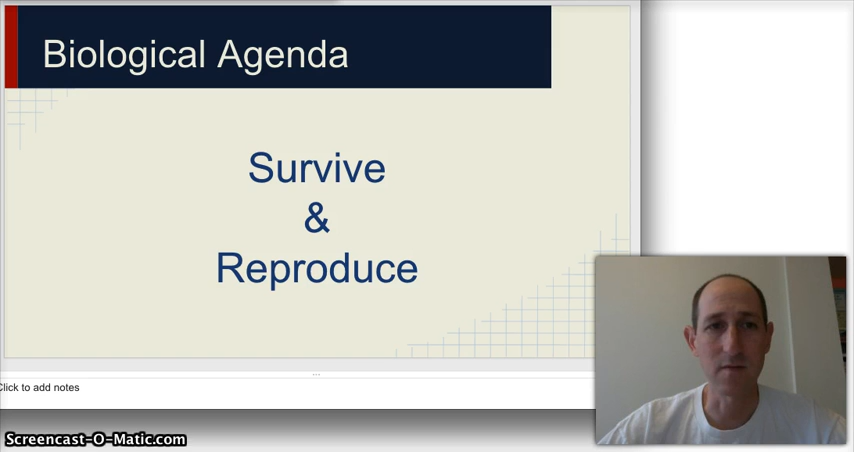 Biological Agenda
Survive
&
Reproduce
...
Click to add notes
Screencast-O-Matic.com